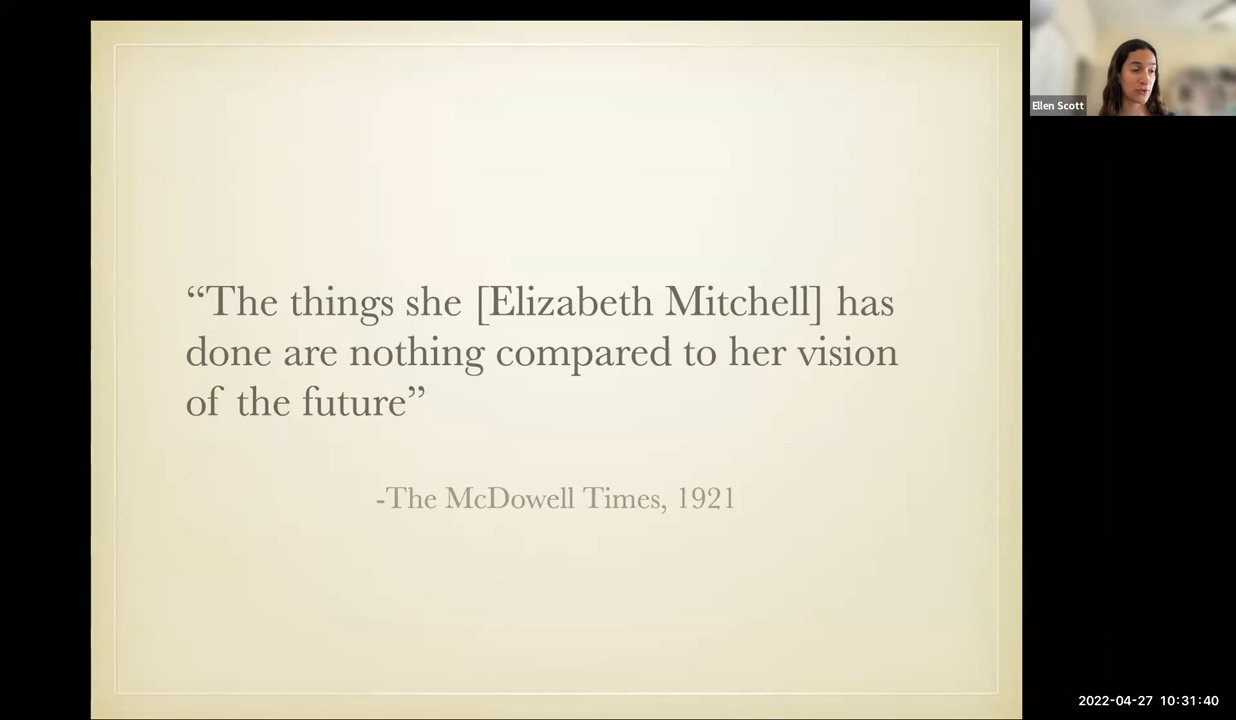 “The things she [Elizabeth Mitchell] has
done are nothing compared to her vision
of the future”
-The McDowell Times, 1921
Ellen Scott
2022-04-27 10:31:40